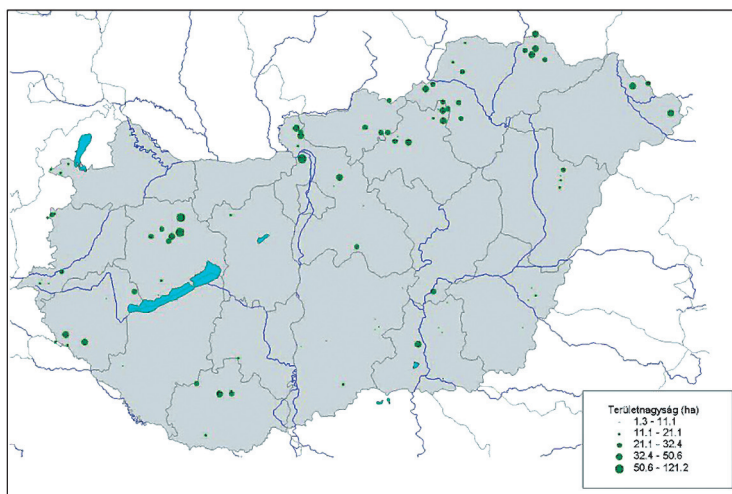 Területnagyság (ha)
1.3 - 11.1
11.1 - 21.1
21.1 - 32.4
32.4 - 50.6
50.6 - 121.2